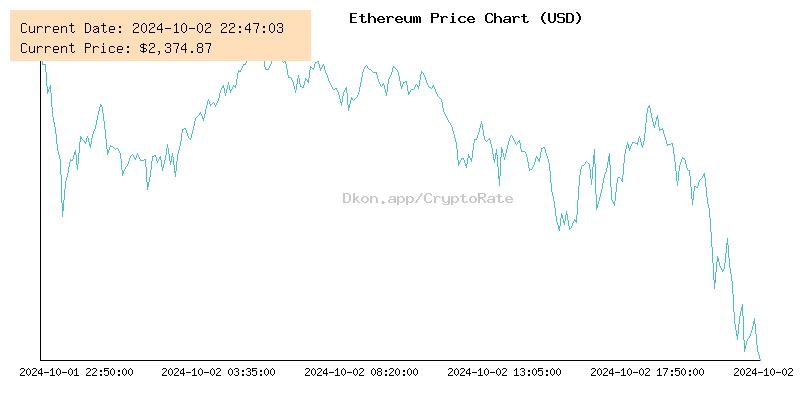 Ethereum Price Chart (USD)
Current Date: 2024-10-02 22:47:03
Current Price: $2,374.87
Dkon.app/CryptoRate
2024-10-01 22:50:00 2024-10-02 03:35:00 2024-10-02 08:20:00 2024-10-02 13:05:00 2024-10-02 17:50:00 2024-10-02